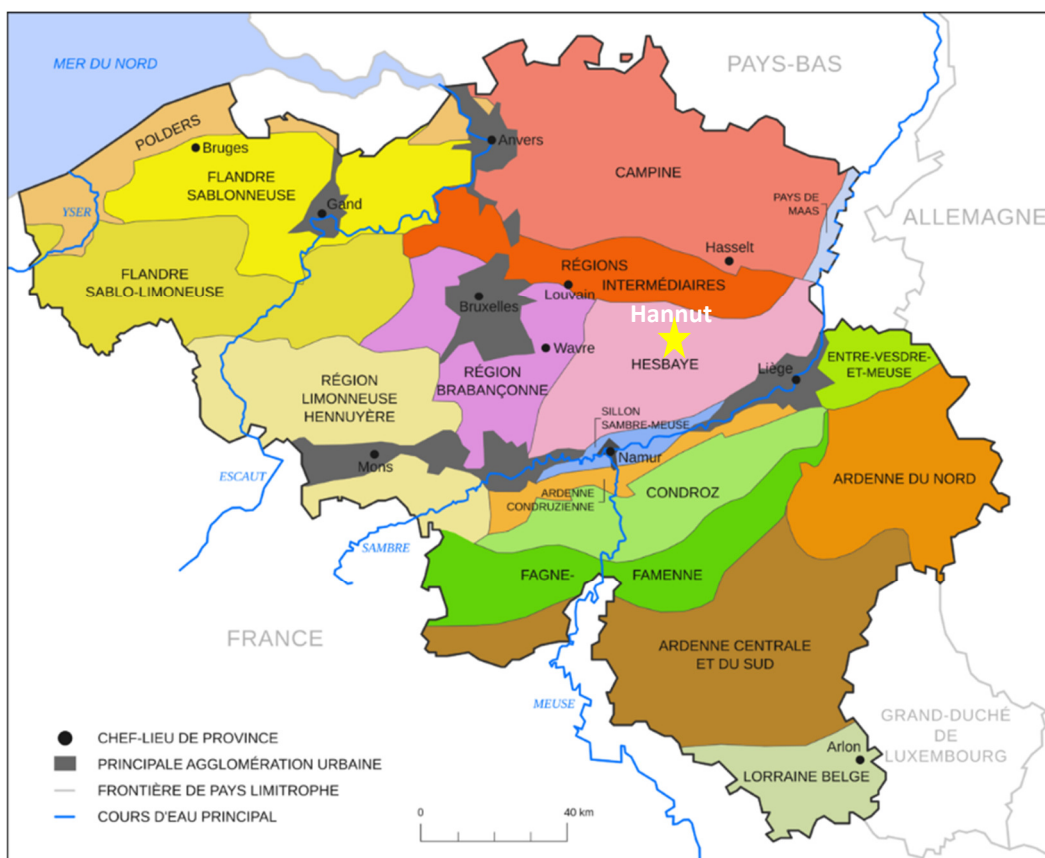 MER DU NORD
PAYS-BAS
POLDERS
Bruges
Anvers
FLANDRE
SABLONNEUSE
CAMPINE
YSER
Gand
PAYS DE
MAAS
ALLEMAGNE
Hasselt
FLANDRE
SABLO-LIMONEUSE
RÉGIONS
INTERMÉDIAIRES
Louvain
Bruxelles
Hannut
Wavre
HESBAYE
ENTRE-VESDRE-
ET-MEUSE
Liège
RÉGION
BRABANÇONNE
RÉGION
LIMONNEUSE
HENNUYÈRE
SILLON
SAMBRE-MEUSE
Mons
Namur
ESCAUT
ARDENNE
CONDRUZIENNE
CONDROZ
ARDENNE DU NORD
SAMBRE
FAGNE-
FAMENNE
FRANCE
ARDENNE CENTRALE
ET DU SUD
MEUSE
GRAND-DUCHÉ
DE
LUXEMBOURG
Arlon
LORRAINE BELGE
CHEF-LIEU DE PROVINCE
PRINCIPALE AGGLOMÉRATION URBAINE
FRONTIÈRE DE PAYS LIMITROPHE
COURS D'EAU PRINCIPAL
0 40 km